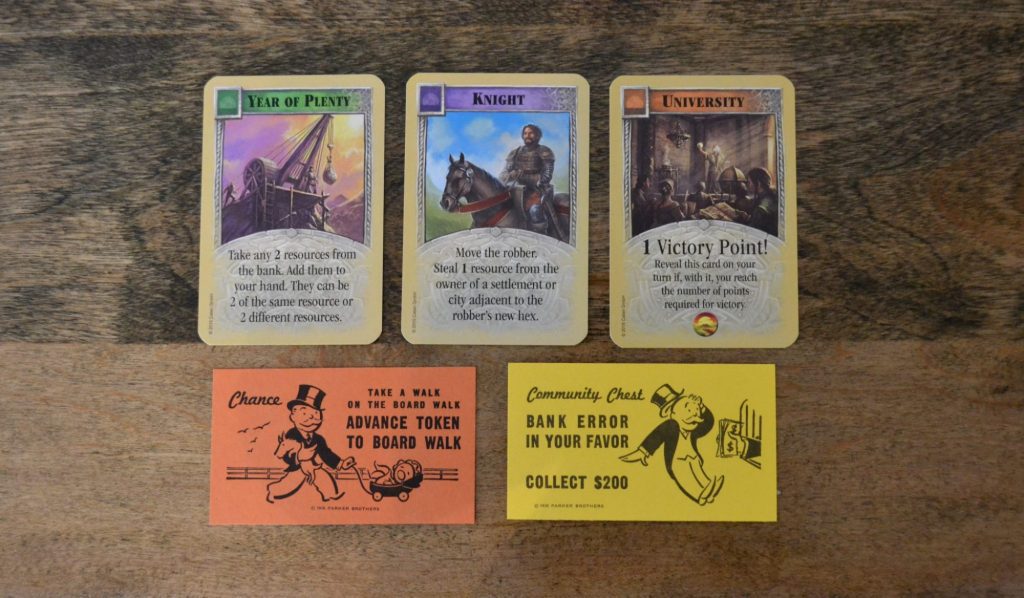 YEAR OF PLENTY
Take any 2 resources from
the bank. Add them to
your hand. They can be
2 of the same resource or
2 different resources.
KNIGHT
Move the robber.
Steal 1 resource from the
owner of a settlement or
city adjacent to the
robber's new hex.
UNIVERSITY
1 Victory Point!
Reveal this card on your
turn if, with it, you reach
the number of points
required for victory.
Chance
TAKE A WALK
ON THE BOARD WALK
ADVANCE TOKEN
TO BOARD WALK
PARKER BROTHERS
Community Chest
BANK ERROR
IN YOUR FAVOR
COLLECT $200
PARKER BROTHERS